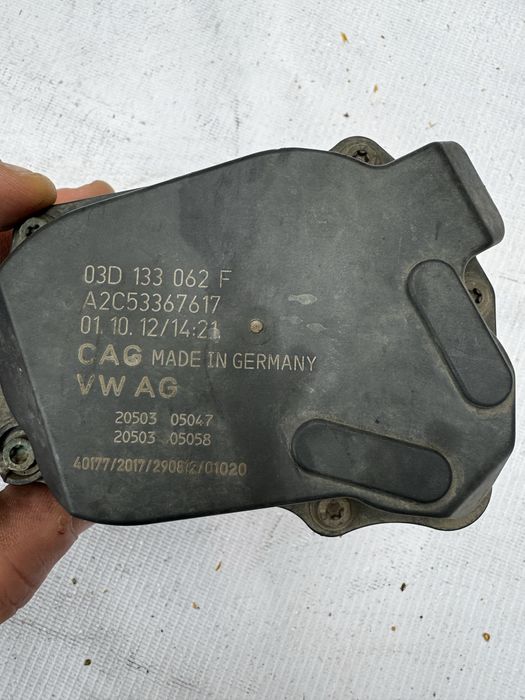 03D 133 062 F
A2C53367617
01.10.12/14:21
CAG MADE IN GERMANY
VW AG
20503 05047
20503 05058
40177/2017/290812/01020